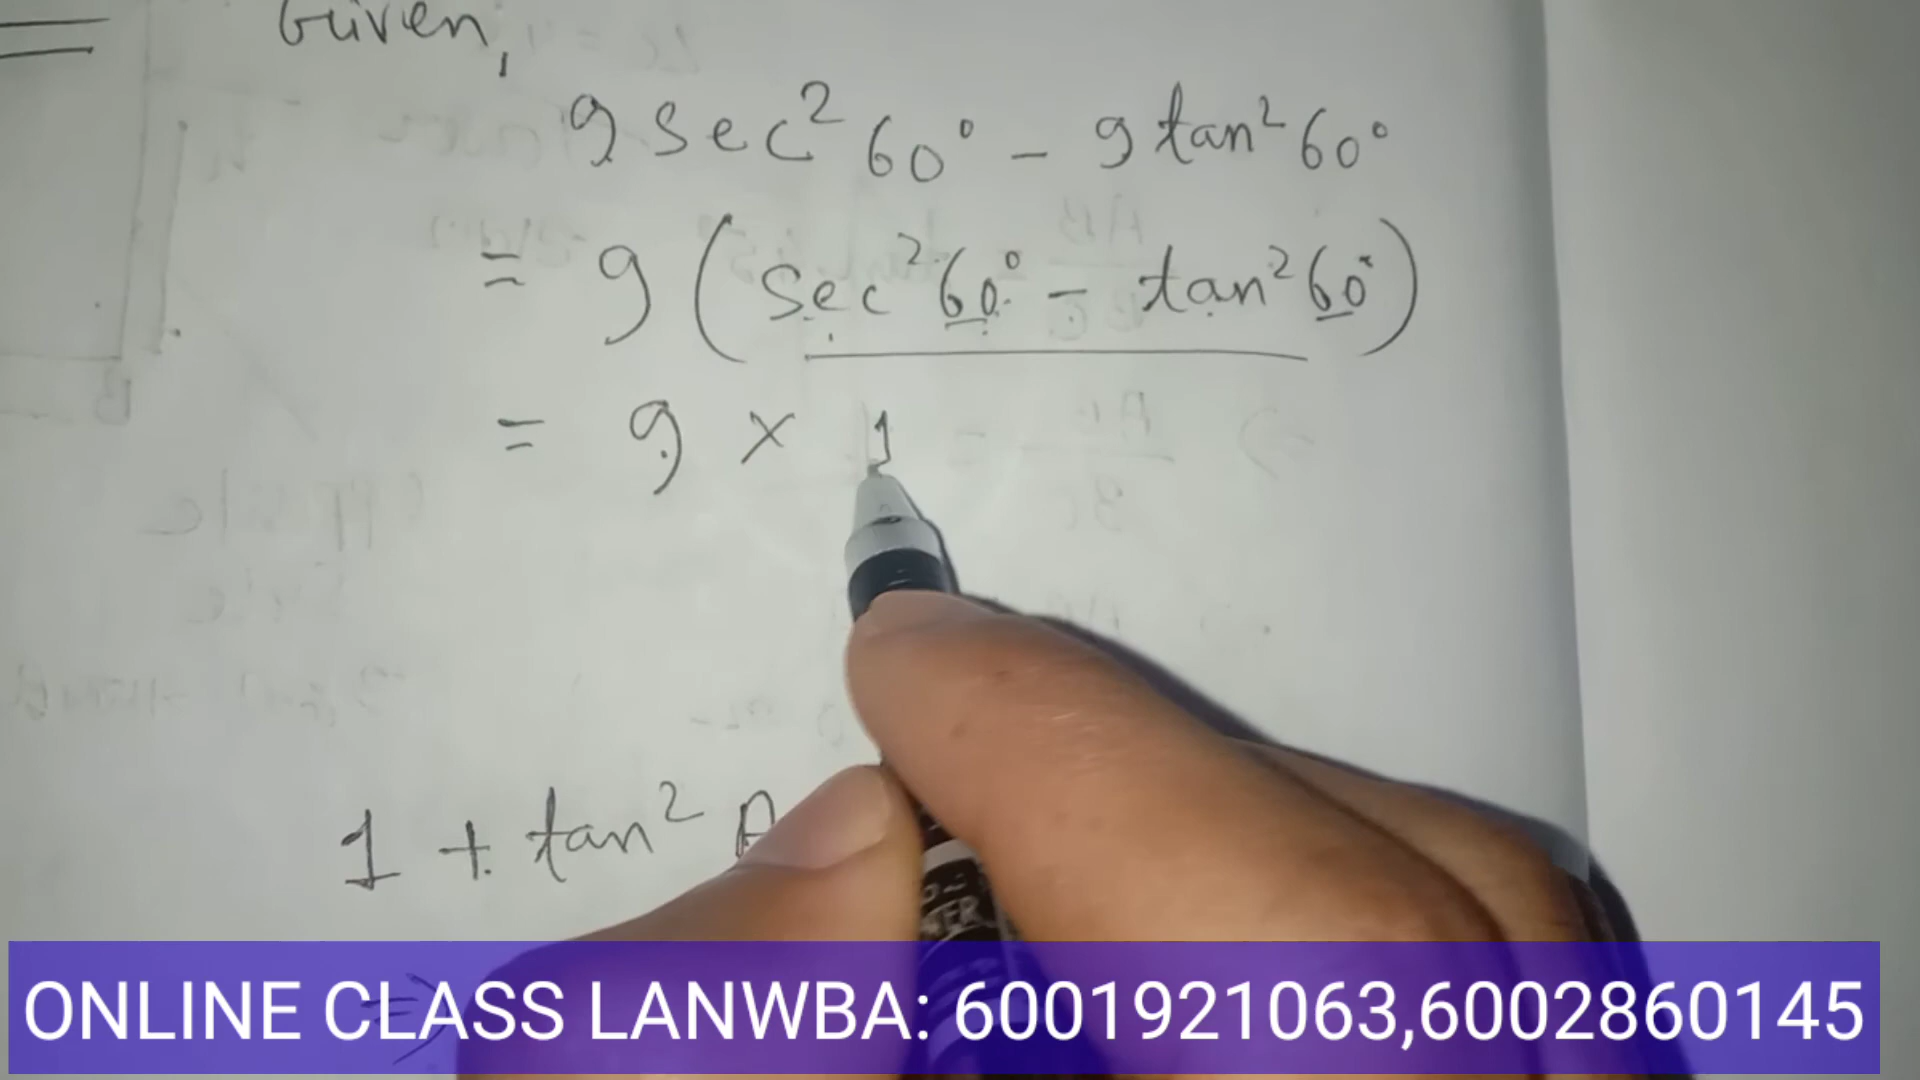 Given,
9 sec² 60° - 9 tan² 60°
= 9 ( sec² 60° - tan² 60° )
= 9 × 1
1 + tan² A
=>
ONLINE CLASS LANWBA: 6001921063,6002860145